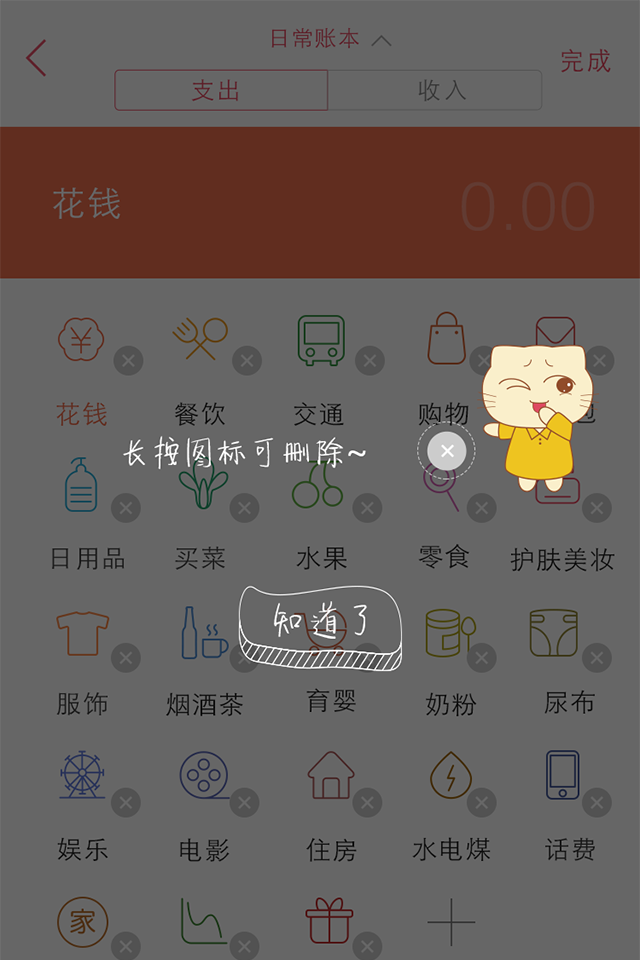 日常账本
完成
支出 收入
花钱 0.00
花钱 餐饮 交通 购物 包
长按图标可删除~
日用品 买菜 水果 零食 护肤美妆
知道了
服饰 烟酒茶 育婴 奶粉 尿布
娱乐 电影 住房 水电煤 话费
家